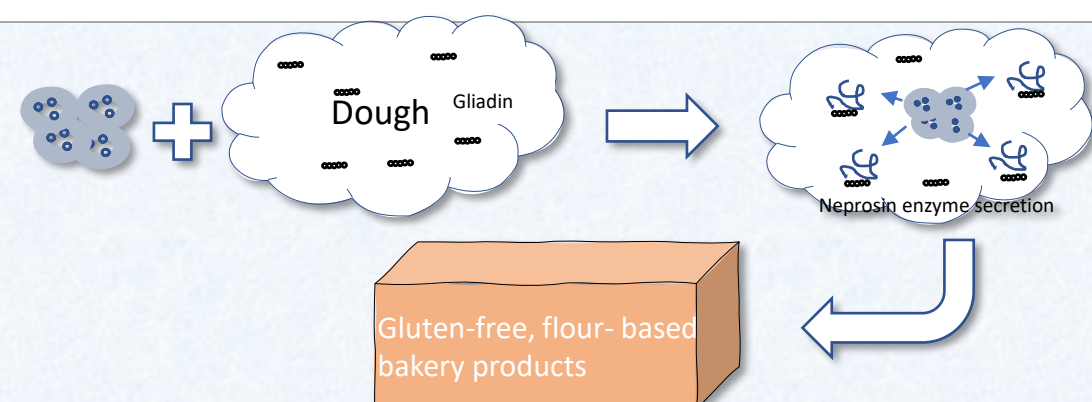 Dough
Gliadin
Neprosin enzyme secretion
Gluten-free, flour- based
bakery products